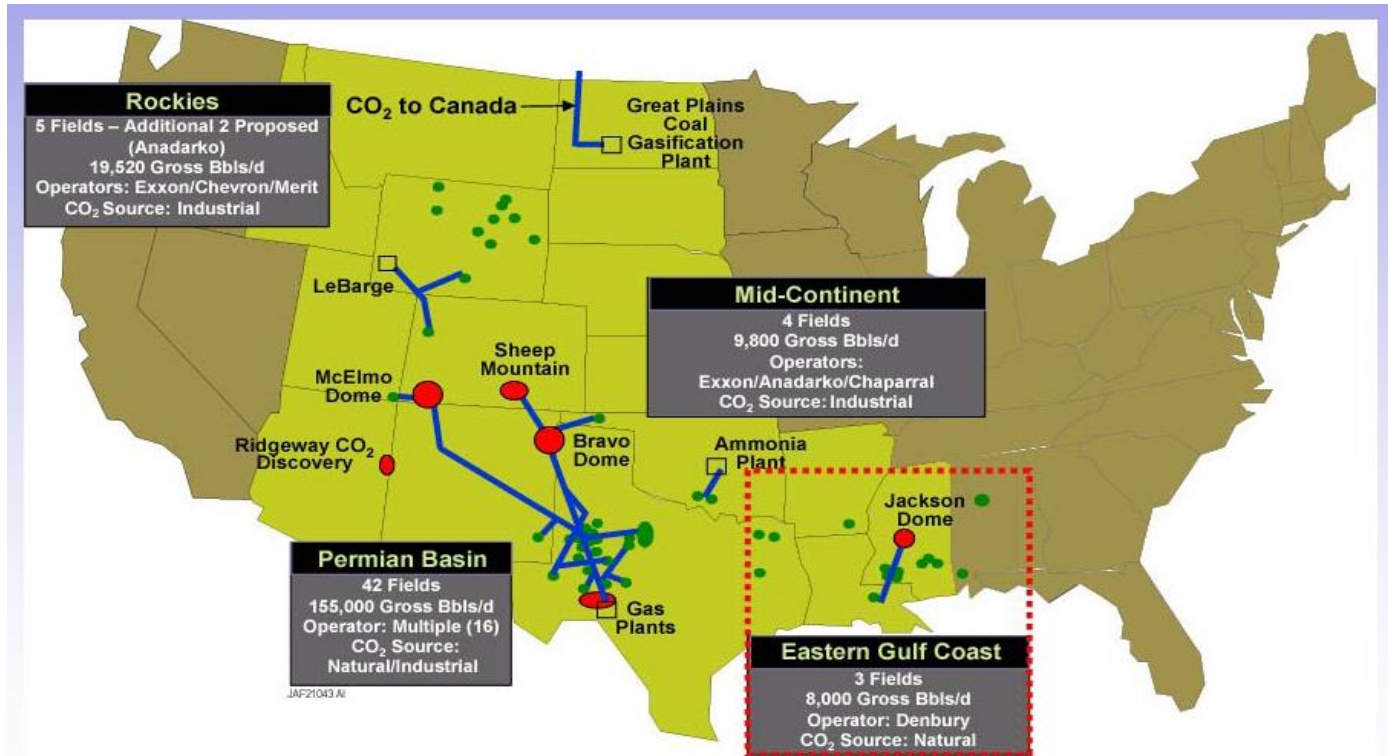 CO₂ to Canada
Great Plains
Coal
Gasification
Plant
Rockies
5 Fields – Additional 2 Proposed
(Anadarko)
19,520 Gross Bbls/d
Operators: Exxon/Chevron/Merit
CO₂ Source: Industrial
LeBarge
Mid-Continent
4 Fields
9,800 Gross Bbls/d
Operators:
Exxon/Anadarko/Chaparral
CO₂ Source: Industrial
Sheep
Mountain
McElmo
Dome
Ridgeway CO₂
Discovery
Bravo
Dome
Ammonia
Plant
Jackson
Dome
Permian Basin
42 Fields
155,000 Gross Bbls/d
Operator: Multiple (16)
CO₂ Source:
Natural/Industrial
Gas
Plants
Eastern Gulf Coast
3 Fields
8,000 Gross Bbls/d
Operator: Denbury
CO₂ Source: Natural
JAF21043 AI